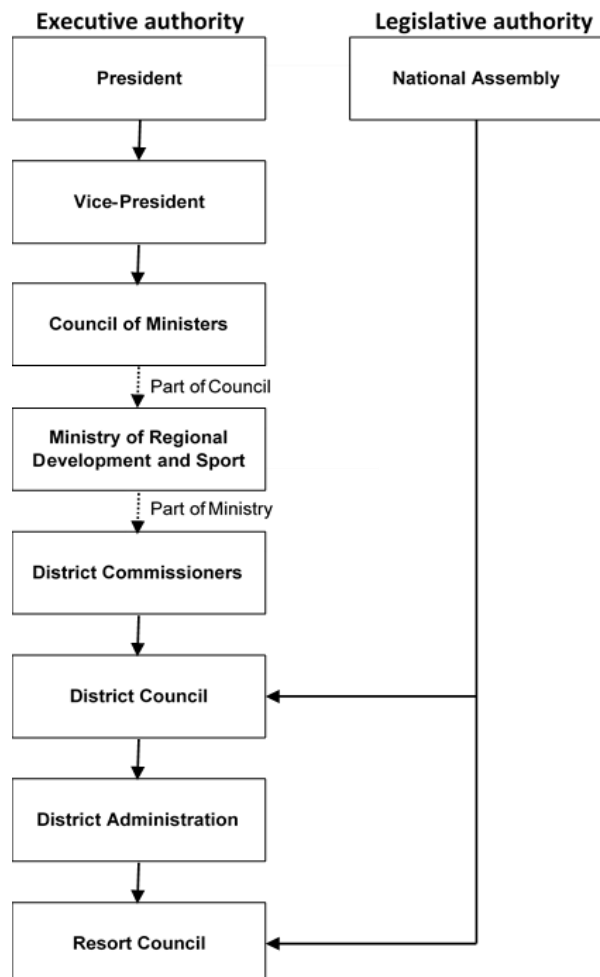 Executive authority
Legislative authority
President
National Assembly
Vice-President
Council of Ministers
Part of Council
Ministry of Regional
Development and Sport
Part of Ministry
District Commissioners
District Council
District Administration
Resort Council